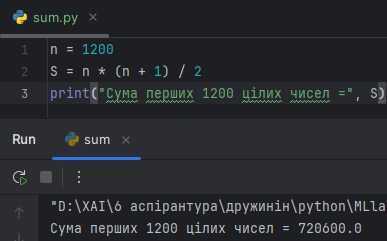 sum.py
1 n = 1200
2 S = n * (n + 1) / 2
3 print("Сума перших 1200 цілих чисел =", S)
Run sum
"D:\XAI\6 аспірантура\дружинін\python\MLla
Сума перших 1200 цілих чисел = 720600.0